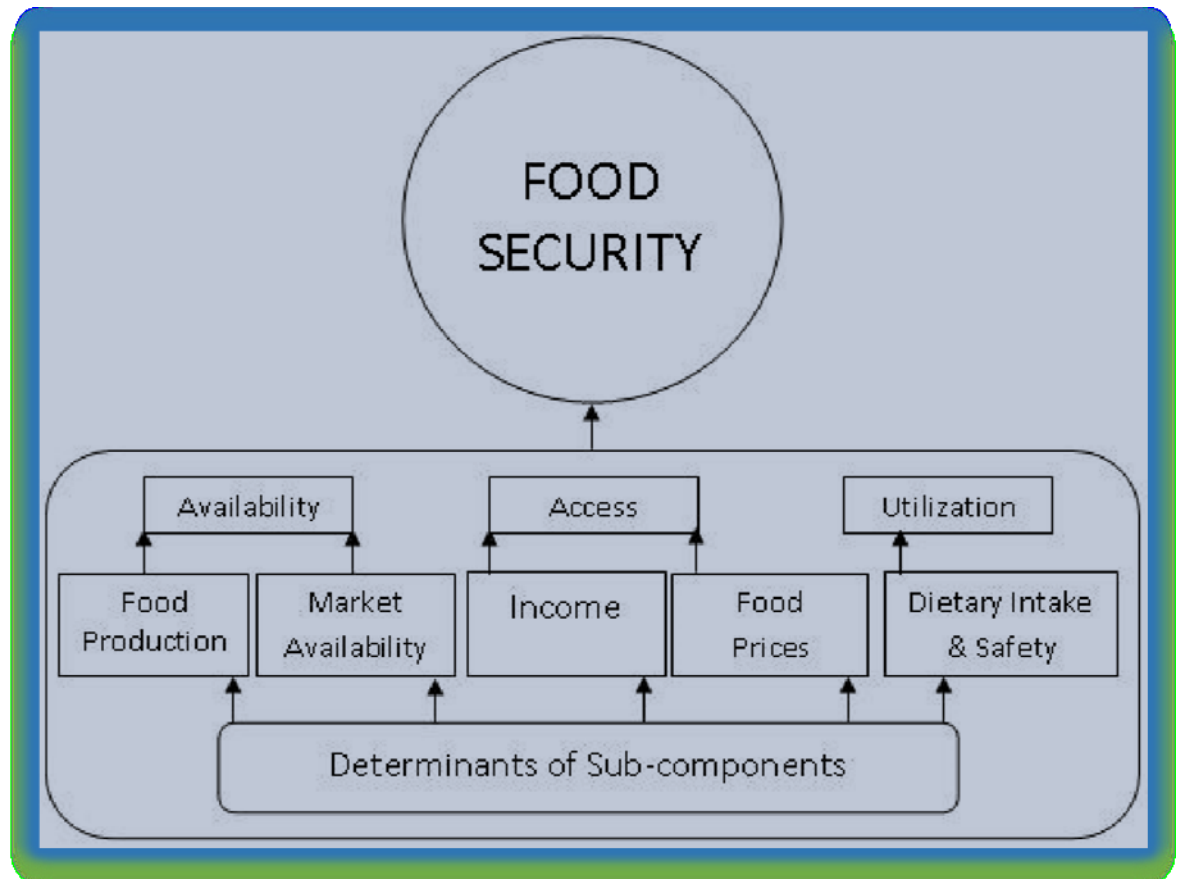 FOOD
SECURITY
Availability
Access
Utilization
Food
Production
Market
Availability
Income
Food
Prices
Dietary Intake
& Safety
Determinants of Sub-components